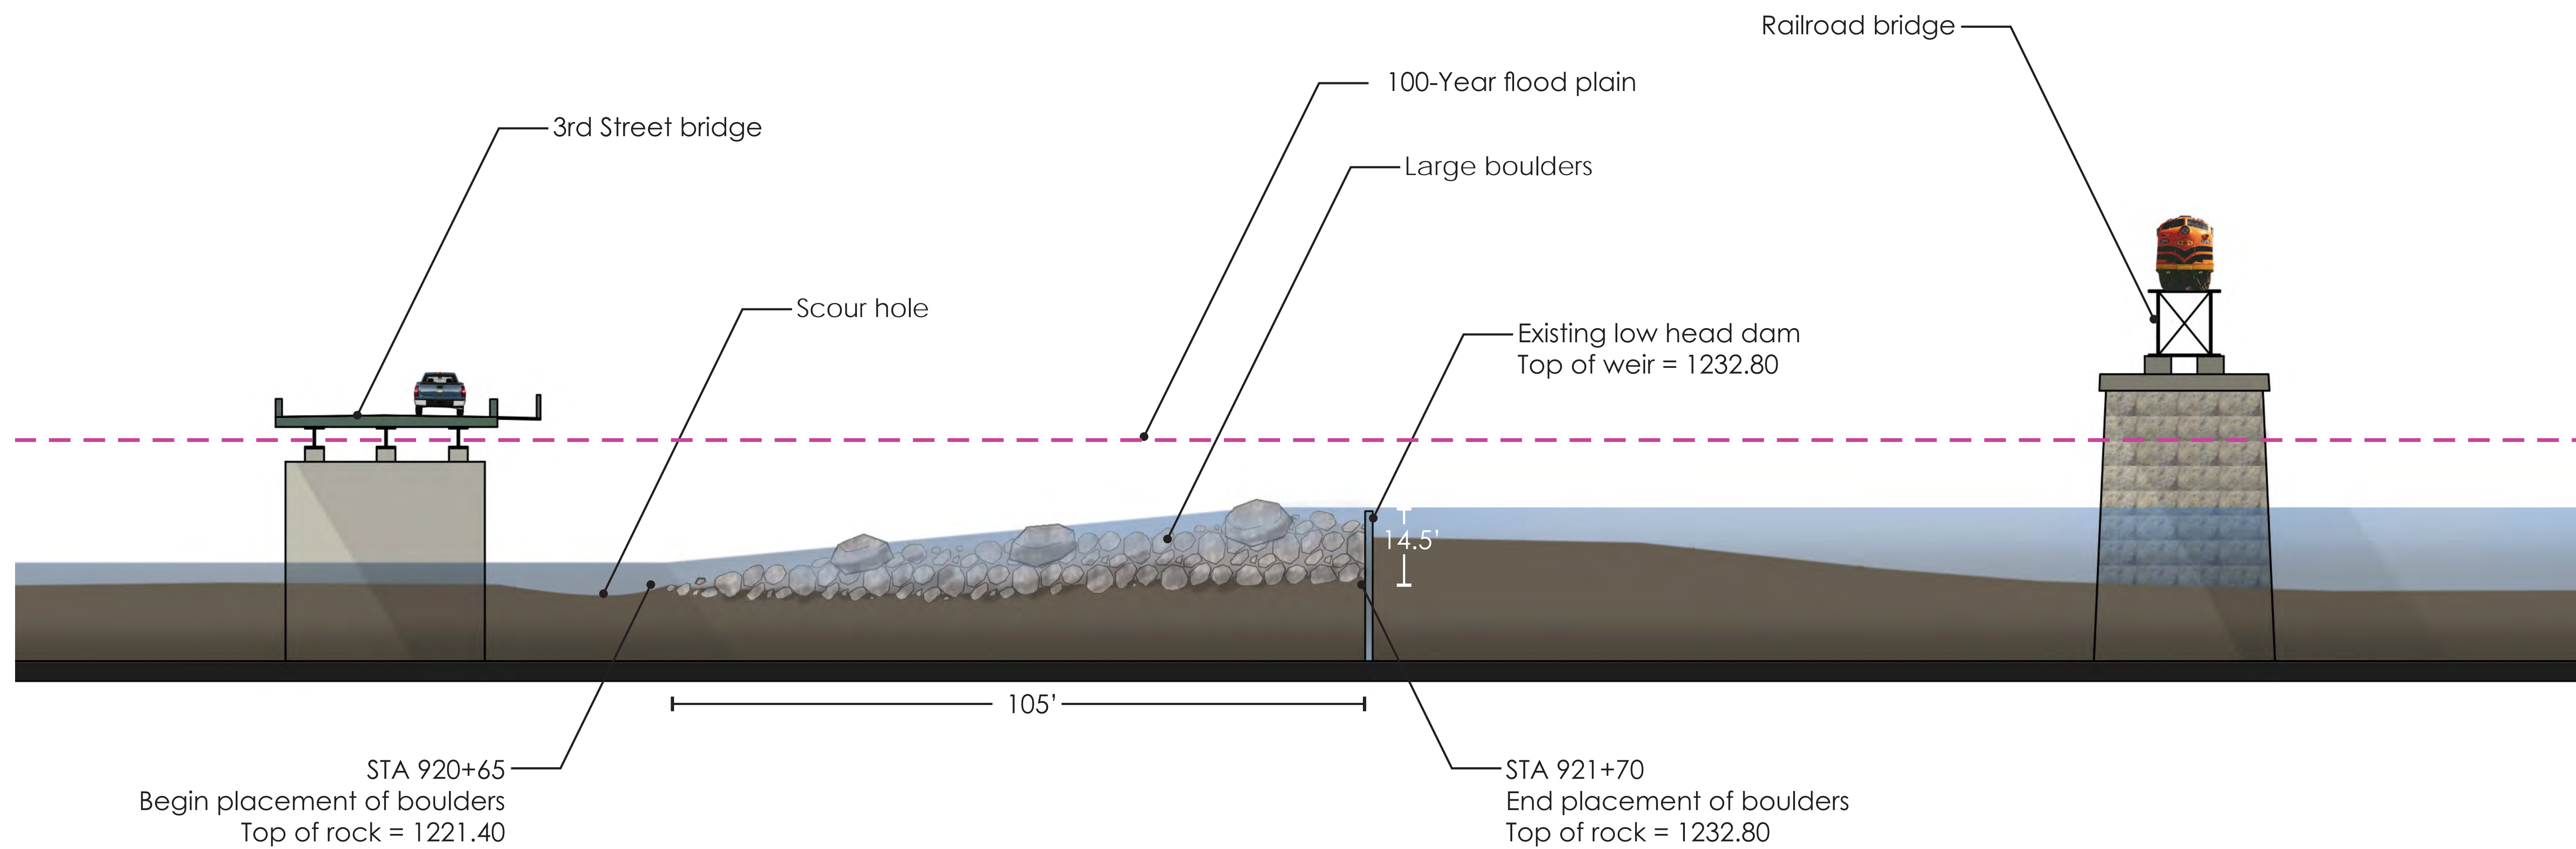 Railroad bridge
100-Year flood plain
3rd Street bridge
Large boulders
Scour hole
Existing low head dam
Top of weir = 1232.80
14.5’
105’
STA 920+65
Begin placement of boulders
Top of rock = 1221.40
STA 921+70
End placement of boulders
Top of rock = 1232.80